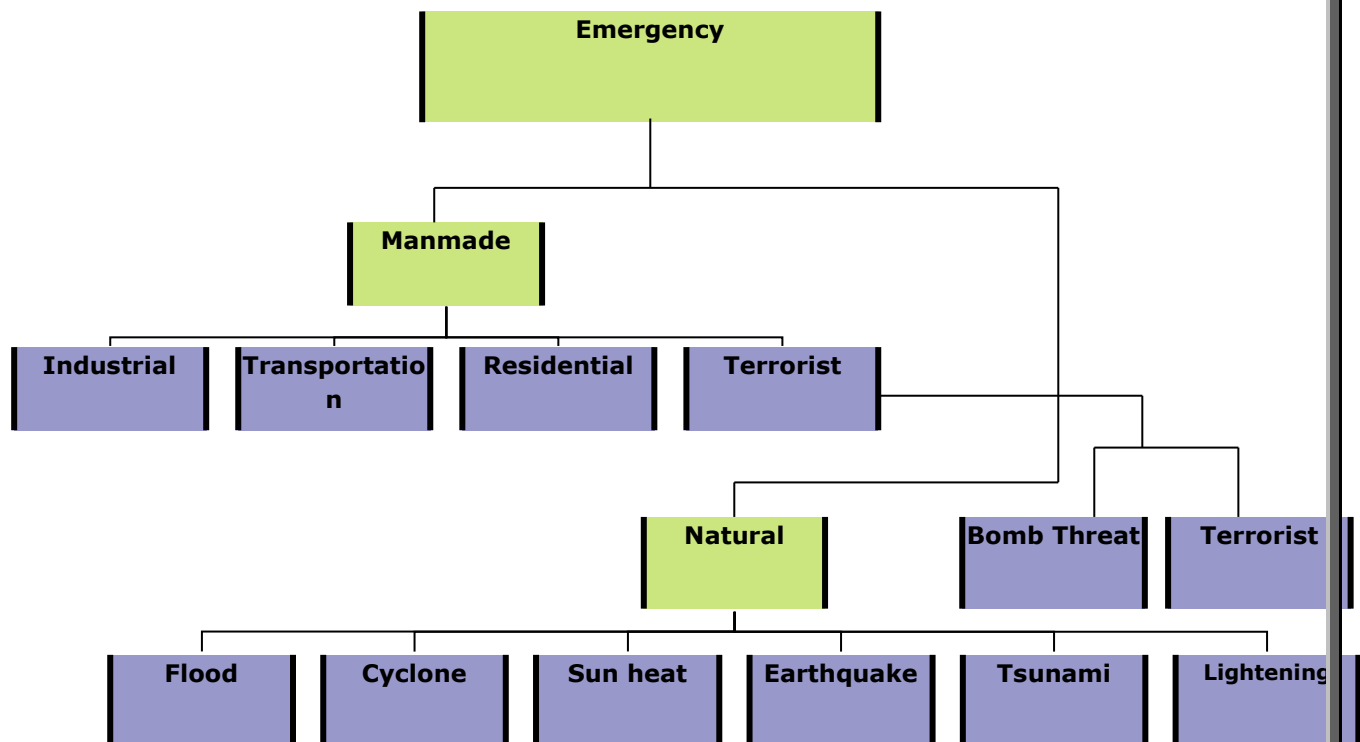 Emergency
Manmade
Industrial
Transportatio
n
Residential
Terrorist
Natural
Bomb Threat
Terrorist
Flood
Cyclone
Sun heat
Earthquake
Tsunami
Lightening